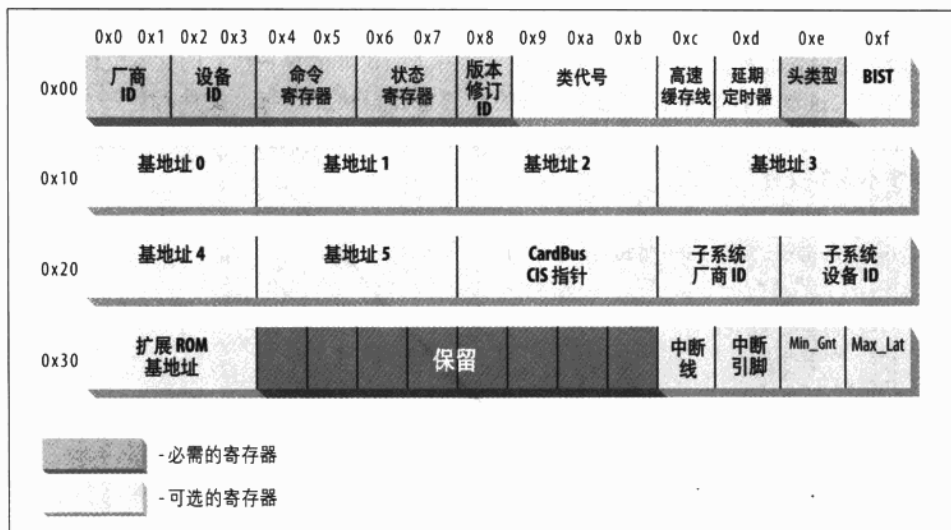 0x0 0x1 0x2 0x3 0x4 0x5 0x6 0x7 0x8 0x9 0xa 0xb 0xc 0xd 0xe 0xf
0x00
厂商
ID
设备
ID
命令
寄存器
状态
寄存器
版本
修订
ID
类代号
高速
缓存线
延期
定时器
头类型
BIST
0x10
基地址 0
基地址 1
基地址 2
基地址 3
0x20
基地址 4
基地址 5
CardBus
CIS 指针
子系统
厂商 ID
子系统
设备 ID
0x30
扩展 ROM
基地址
保留
中断
线
中断
引脚
Min_Gnt
Max_Lat
- 必需的寄存器
- 可选的寄存器